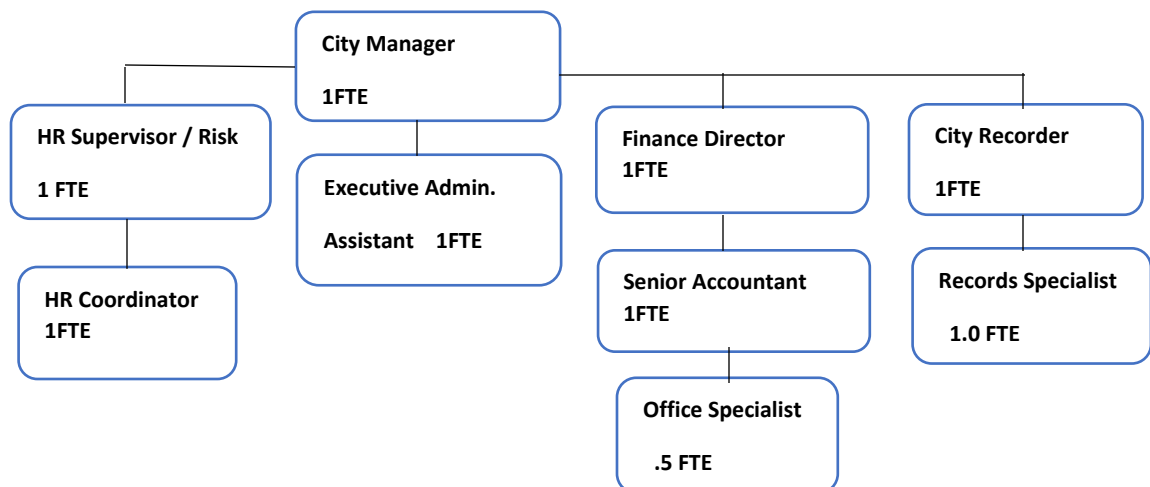 City Manager
1FTE
HR Supervisor / Risk
1 FTE
Executive Admin.
Assistant 1FTE
Finance Director
1FTE
City Recorder
1FTE
HR Coordinator
1FTE
Senior Accountant
1FTE
Records Specialist
1.0 FTE
Office Specialist
.5 FTE